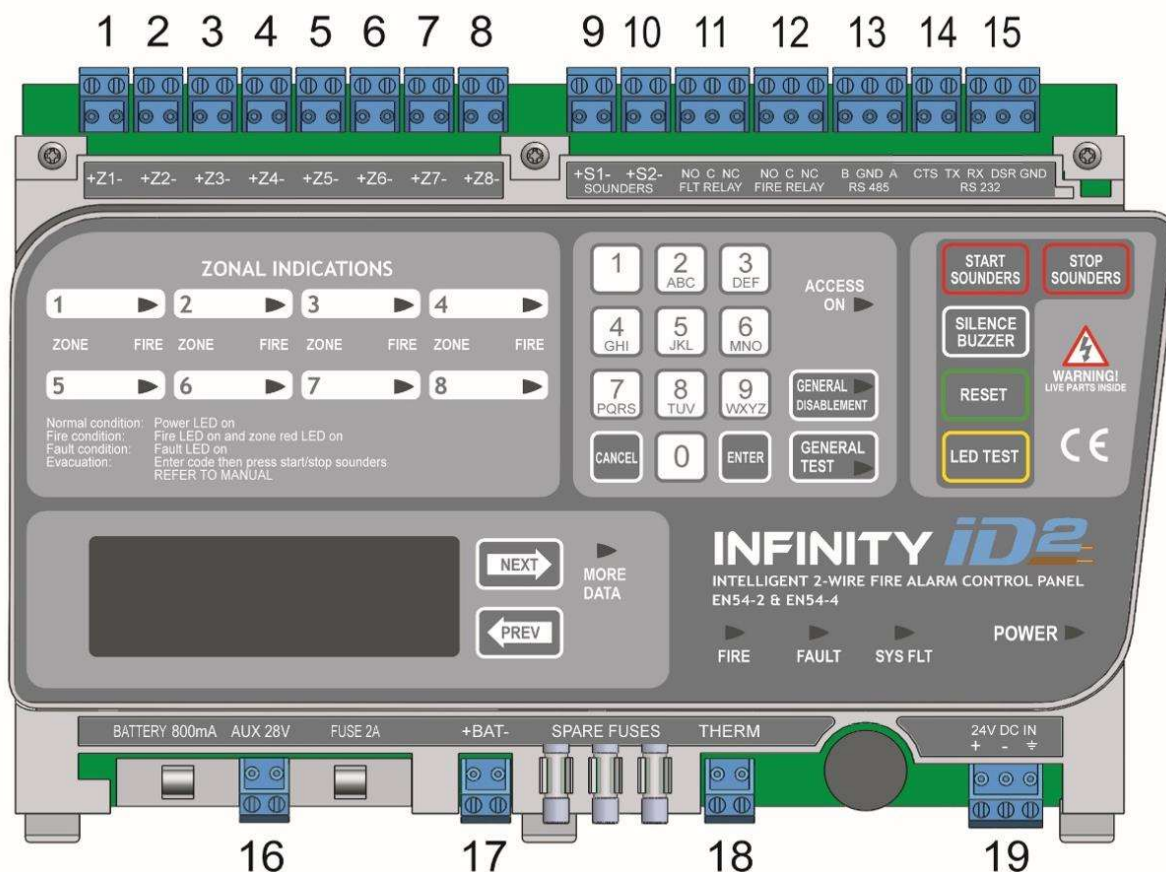 1 2 3 4 5 6 7 8 9 10 11 12 13 14 15
+Z1- +Z2- +Z3- +Z4- +Z5- +Z6- +Z7- +Z8-
+S1- +S2- NO C NC NO C NC B GND A CTS TX RX DSR GND
SOUNDERS FLT RELAY FIRE RELAY RS 485 RS 232
ZONAL INDICATIONS
1 2 3 4
ZONE FIRE ZONE FIRE ZONE FIRE ZONE FIRE
5 6 7 8
Normal condition: Power LED on
Fire condition: Fire LED on and zone red LED on
Fault condition: Fault LED on
Evacuation: Enter code then press start/stop sounders
REFER TO MANUAL
1 2 3
ABC DEF
4 5 6
GHI JKL MNO
7 8 9
PQRS TUV WXYZ
CANCEL 0 ENTER
ACCESS
ON
GENERAL
DISABLEMENT
GENERAL
TEST
START
SOUNDERS
STOP
SOUNDERS
SILENCE
BUZZER
RESET
LED TEST
WARNING!
LIVE PARTS INSIDE
CE
NEXT
PREV
MORE
DATA
INFINITY iD2
INTELLIGENT 2-WIRE FIRE ALARM CONTROL PANEL
EN54-2 & EN54-4
FIRE FAULT SYS FLT POWER
BATTERY 800mA AUX 28V FUSE 2A +BAT- SPARE FUSES THERM 24V DC IN
+ -
16 17 18 19